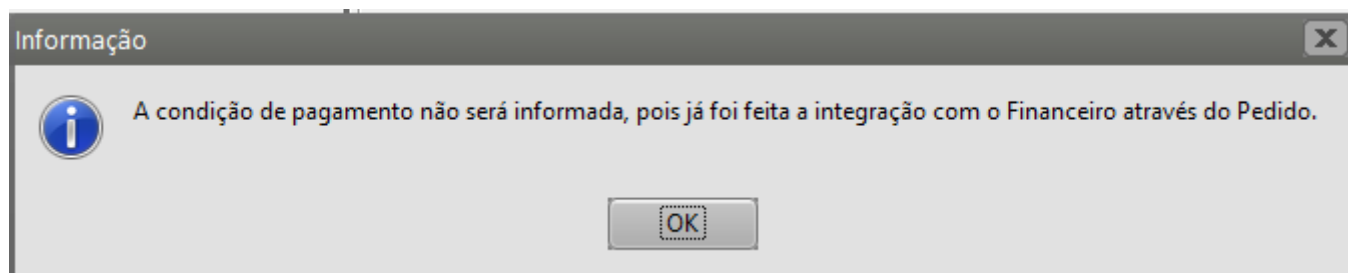 Informação
A condição de pagamento não será informada, pois já foi feita a integração com o Financeiro através do Pedido.
OK